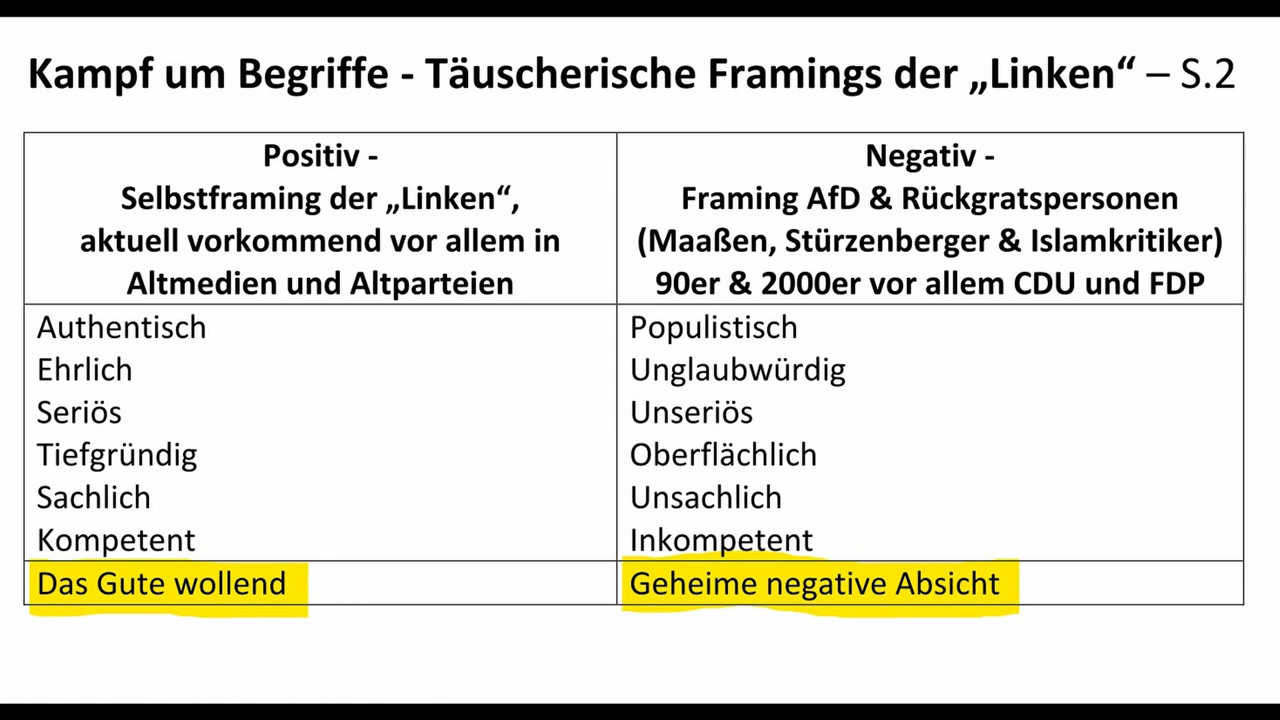 Kampf um Begriffe - Täuscherische Framings der „Linken“ – S.2
Positiv -
Selbstframing der „Linken“,
aktuell vorkommend vor allem in
Altmedien und Altparteien
Negativ -
Framing AfD & Rückgratspersonen
(Maaßen, Stürzenberger & Islamkritiker)
90er & 2000er vor allem CDU und FDP
Authentisch
Ehrlich
Seriös
Tiefgründig
Sachlich
Kompetent
Populistisch
Unglaubwürdig
Unseriös
Oberflächlich
Unsachlich
Inkompetent
Das Gute wollend
Geheime negative Absicht